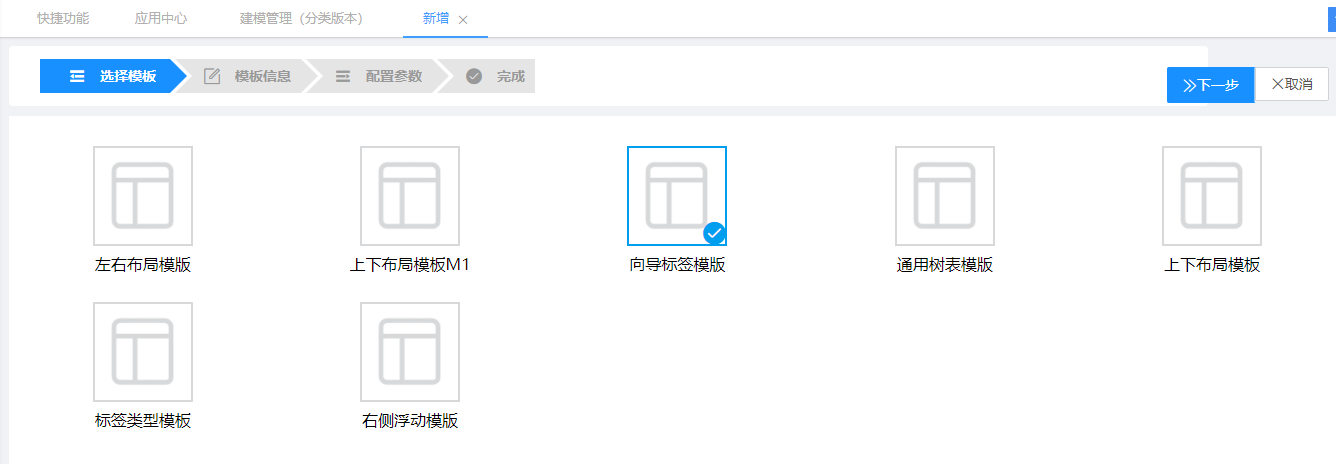 快捷功能 应用中心 建模管理（分类版本） 新增
选择模板 模板信息 配置参数 完成
下一步 取消
左右布局模版 上下布局模板M1 向导标签模版 通用树表模版 上下布局模板
标签类型模板 右侧浮动模版